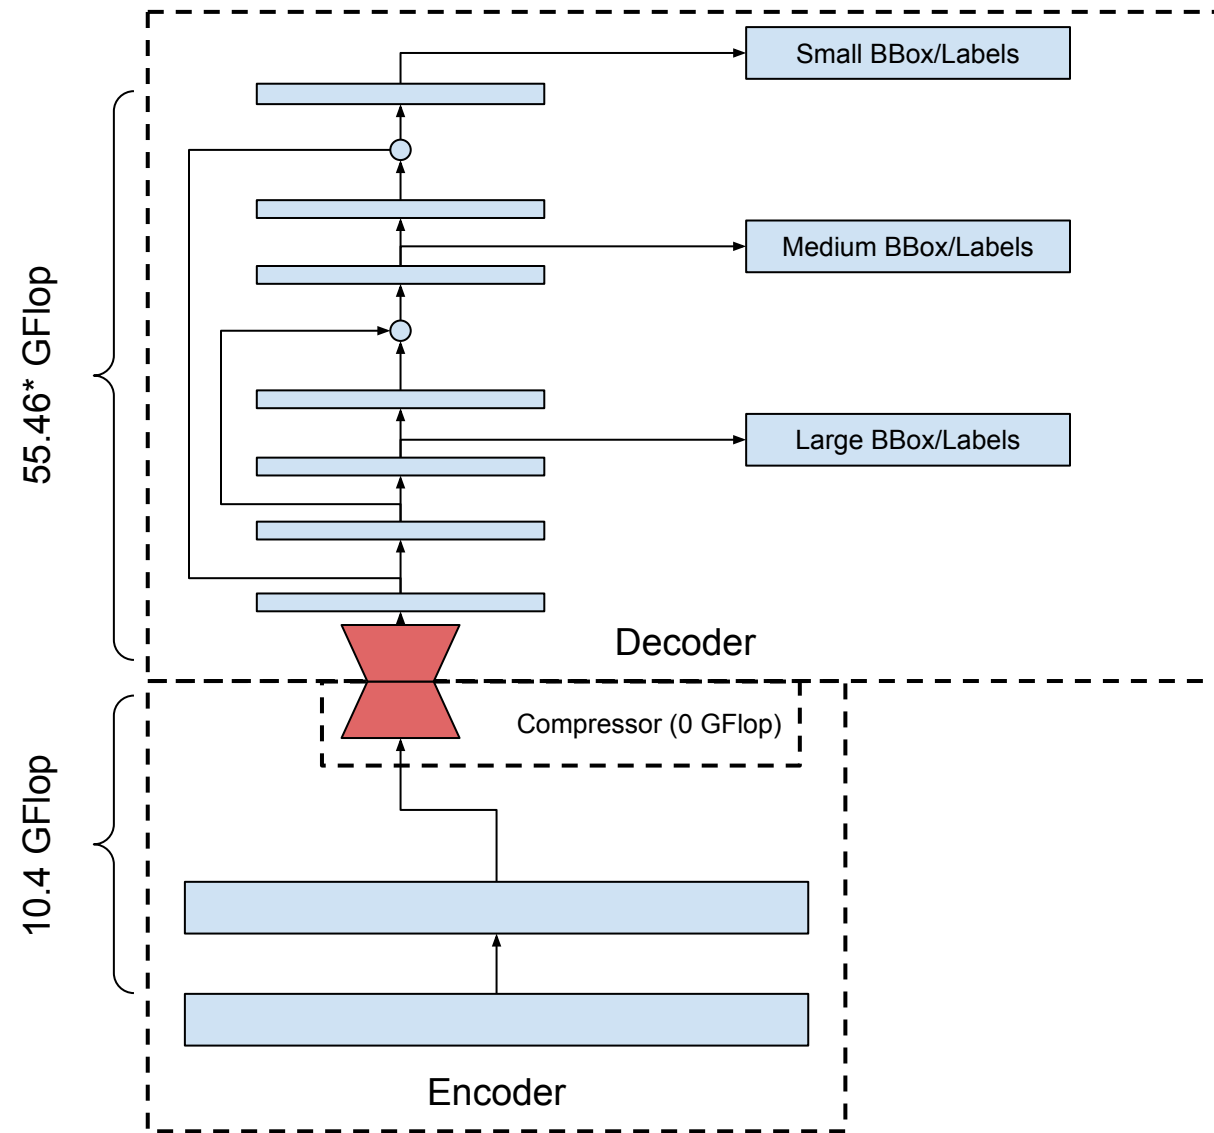 Small BBox/Labels
Medium BBox/Labels
55.46* GFlop
Large BBox/Labels
Decoder
Compressor (0 GFlop)
10.4 GFlop
Encoder